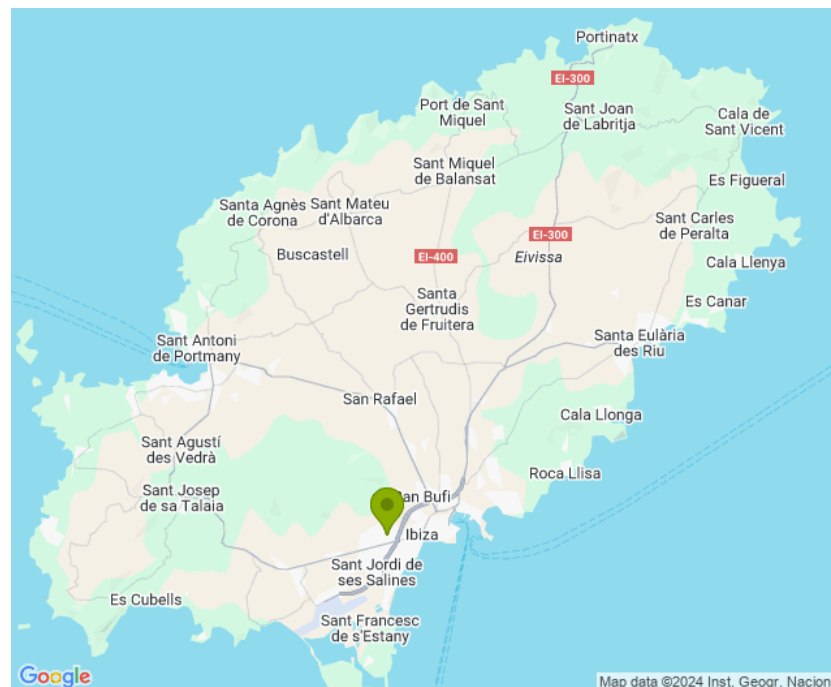 Portinatx
EI-300
Port de Sant
Miquel
Sant Joan
de Labritja
Cala de
Sant Vicent
Sant Miquel
de Balansat
Es Figueral
Santa Agnès
de Corona
Sant Mateu
d'Albarca
Sant Carles
de Peralta
EI-300
Buscastell
EI-400
Eivissa
Cala Llenya
Santa
Gertrudis
de Fruitera
Es Canar
Sant Antoni
de Portmany
Santa Eulària
des Riu
San Rafael
Cala Llonga
Sant Agustí
des Vedrà
Roca Llisa
Sant Josep
de sa Talaia
an Bufi
Ibiza
Sant Jordi de
ses Salines
Es Cubells
Sant Francesc
de s'Estany
Google
Map data ©2024 Inst. Geogr. Nacion